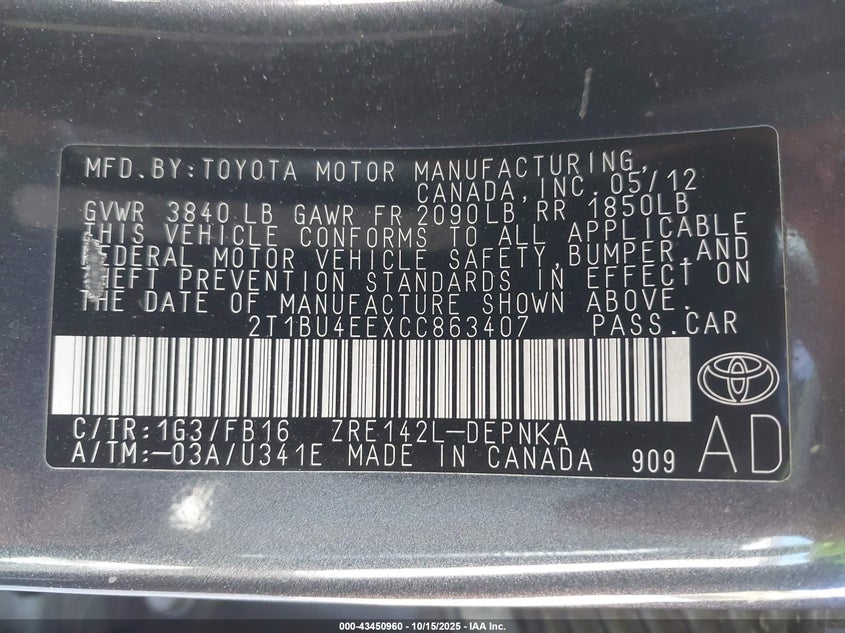 MFD.BY:TOYOTA MOTOR MANUFACTURING,
CANADA,INC. 05/12
GVWR 3840 LB GAWR FR 2090LB RR 1850LB
THIS VEHICLE CONFORMS TO ALL APPLICABLE
FEDERAL MOTOR VEHICLE SAFETY,BUMPER,AND
THEFT PREVENTION STANDARDS IN EFFECT ON
THE DATE OF MANUFACTURE SHOWN ABOVE.
2T1BU4EEXCC863407 PASS.CAR
C/TR:1G3/FB16 ZRE142L-DEPNKA
A/TM:-03A/U341E MADE IN CANADA 909 AD
000-43450960 - 10/15/2025 - IAA Inc.